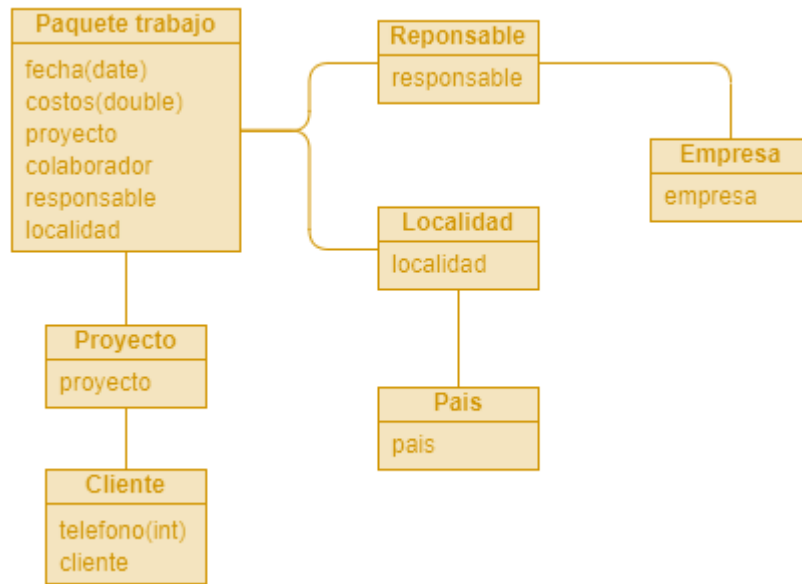 Paquete trabajo
fecha(date)
costos(double)
proyecto
colaborador
responsable
localidad
Reponsable
responsable
Empresa
empresa
Localidad
localidad
Proyecto
proyecto
Pais
pais
Cliente
telefono(int)
cliente